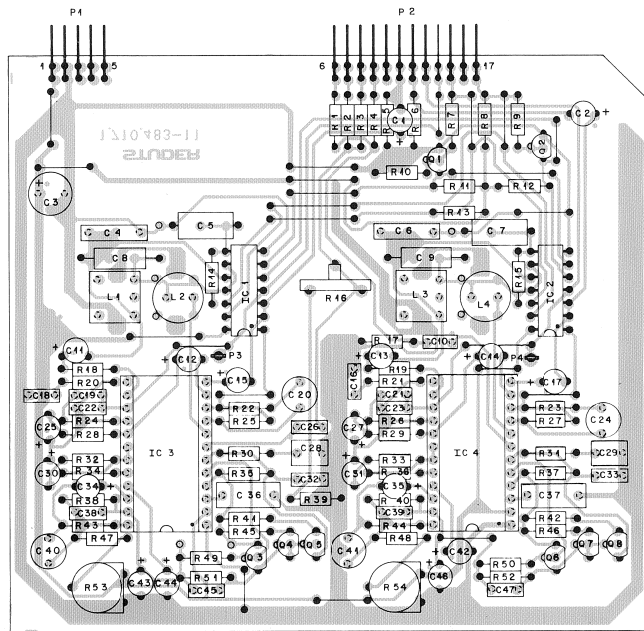 P1 P2
1 5 6 17
R1 R2 R3 R4 R5 C1 R6 R7 R8 R9 C2
1.710.483-11
STUDER
Q1 Q2
R10
C3 R11 R12
R13
C4 C5 C6 C7
C8 C9
R14 IC1 R15 IC2
L1 L2 R16 L3 L4
R17 C10
C11 C12 P3 C13 C14 P4
R18 R19
C16
R20 C15 R21 C17
C18 C19 C20 C21
C22 R22 C23 R23 C24
C25 R24 R25 C26 C27 R26 R27
R28 R29
IC 3 IC 4
C28 C29
R32 R30 R33 R31
C30 R34 R35 C32 C31 R36 R37 C33
C34 C35
R38 C36 R39 R40 C37
C38 C39
R43 R41 R44 R42
R47 R45 R48 R46
C40 Q3 Q4 Q5 C41 C42 Q6 Q7 Q8
R49 R50
R53 C43 C44 R51 R54 C46 R52
C45 C47